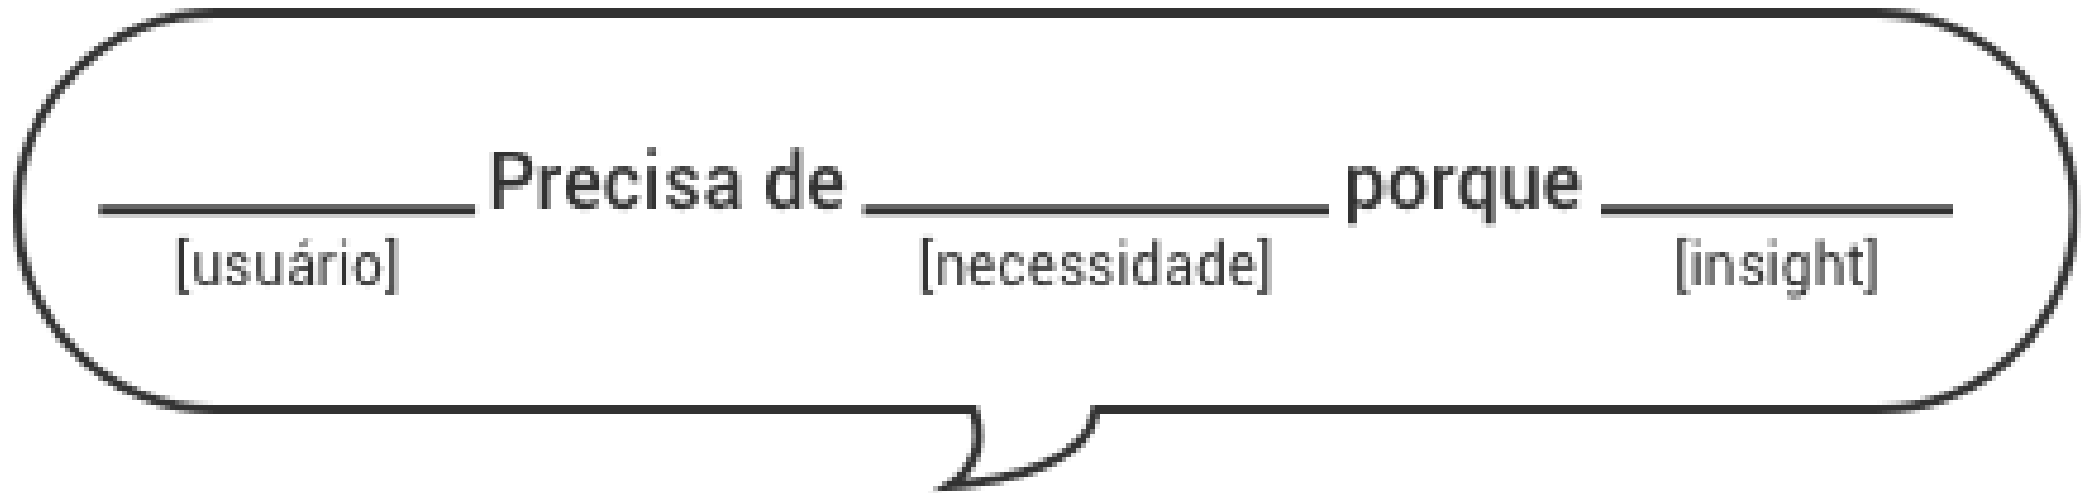 Precisa de porque
[usuário] [necessidade] [insight]